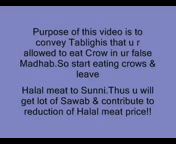 Purpose of this video is to
convey Tablighis that u r
allowed to eat Crow in ur false
Madhab.So start eating crows &
leave
Halal meat to Sunni.Thus u will
get lot of Sawab & contribute to
reduction of Halal meat price!!